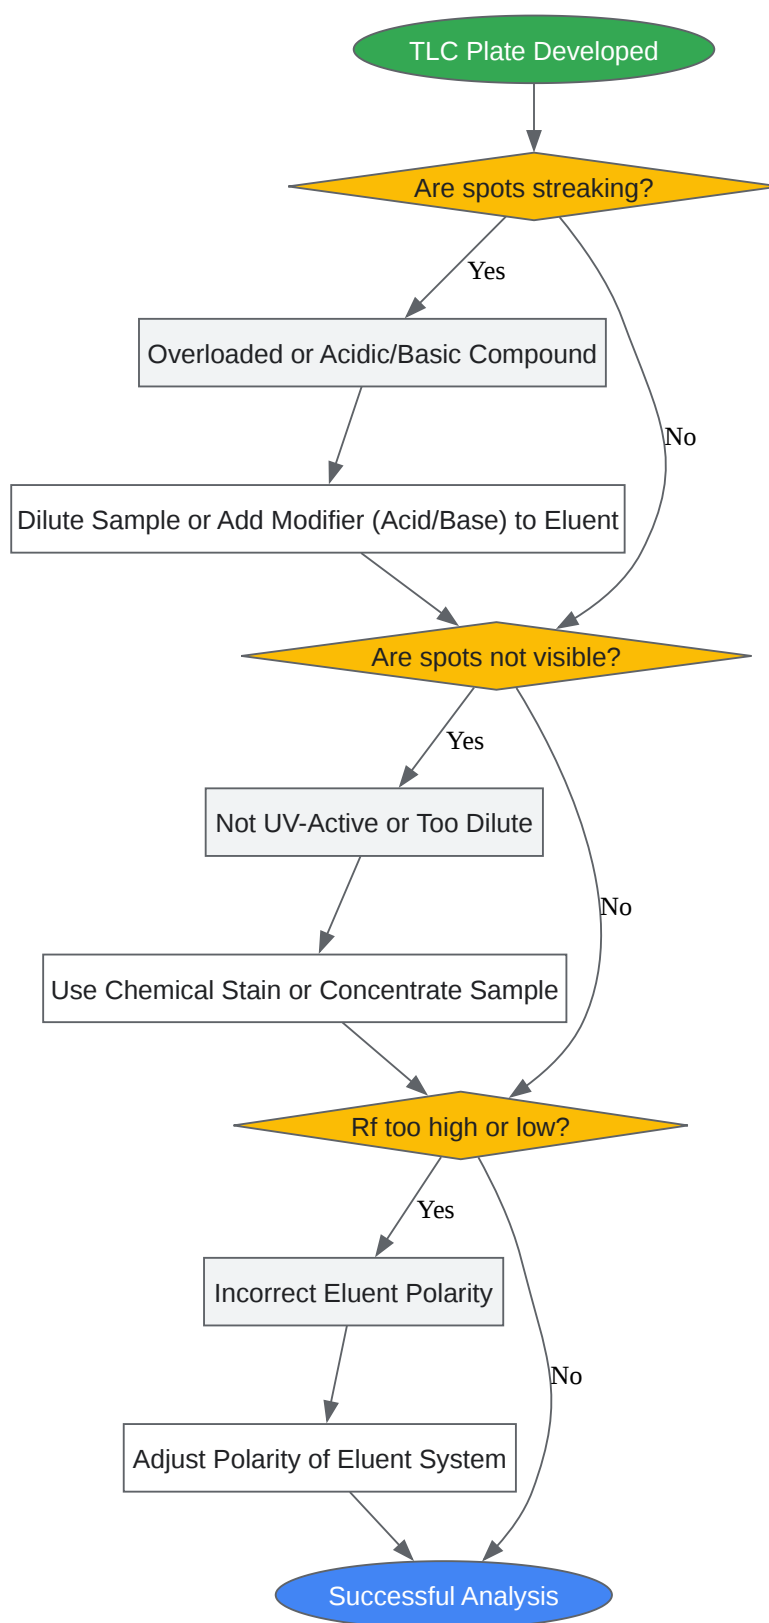 TLC Plate Developed
Are spots streaking?
Yes
Overloaded or Acidic/Basic Compound
No
Dilute Sample or Add Modifier (Acid/Base) to Eluent
Are spots not visible?
Yes
Not UV-Active or Too Dilute
No
Use Chemical Stain or Concentrate Sample
Rf too high or low?
Yes
Incorrect Eluent Polarity
No
Adjust Polarity of Eluent System
Successful Analysis